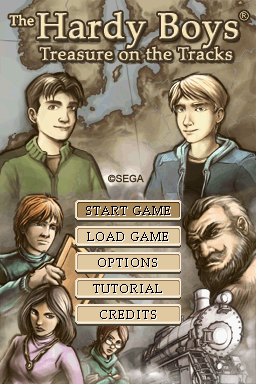 The Hardy Boys®
Treasure on the Tracks
©SEGA
START GAME
LOAD GAME
OPTIONS
TUTORIAL
CREDITS